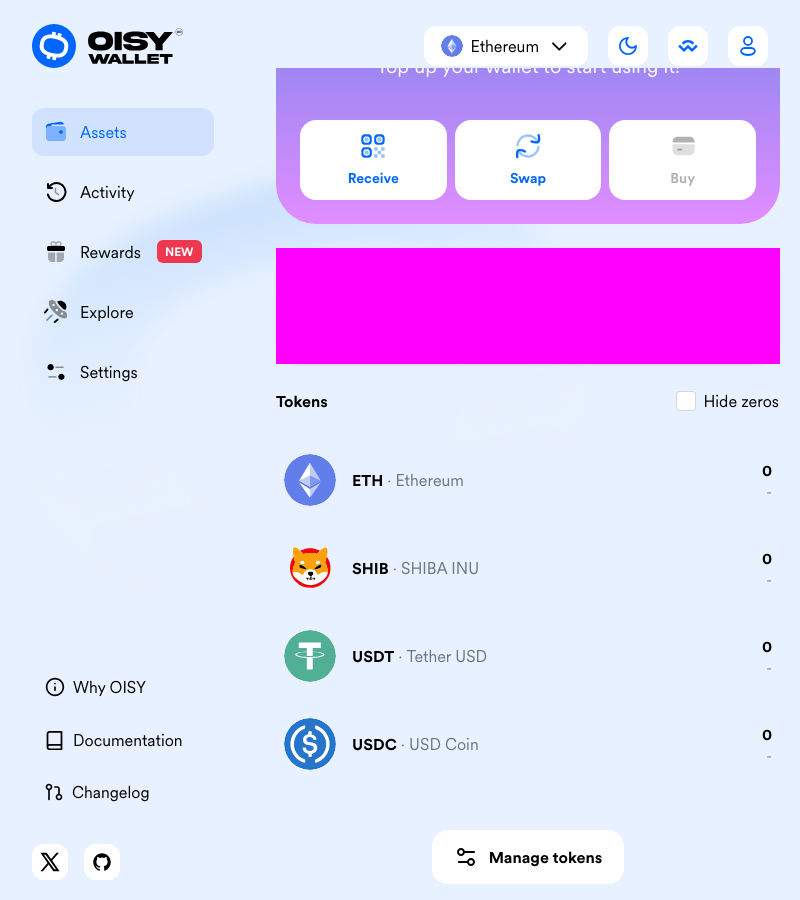 OISY
WALLET
Ethereum
Top up your wallet to start using it!
Receive
Swap
Buy
Assets
Activity
Rewards NEW
Explore
Settings
Tokens
Hide zeros
ETH · Ethereum
0
-
SHIB · SHIBA INU
0
-
USDT · Tether USD
0
-
USDC · USD Coin
0
-
Why OISY
Documentation
Changelog
Manage tokens